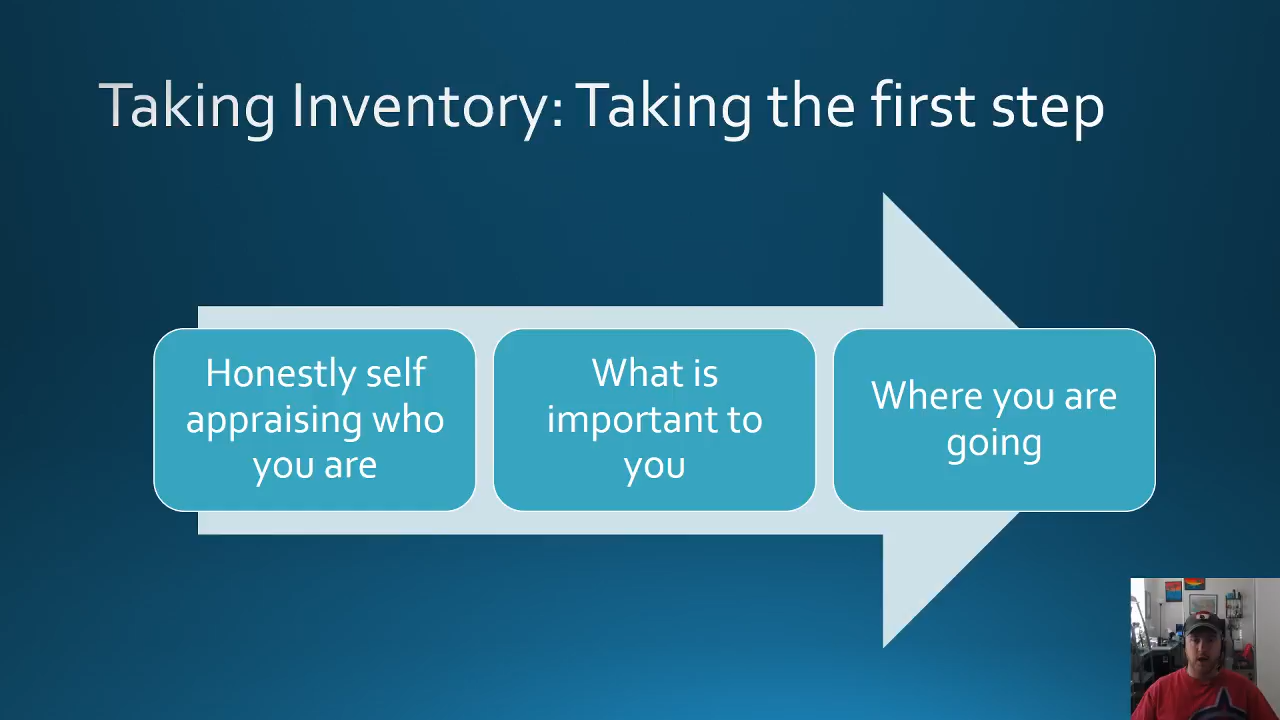 Taking Inventory: Taking the first step
Honestly self
appraising who
you are
What is
important to
you
Where you are
going